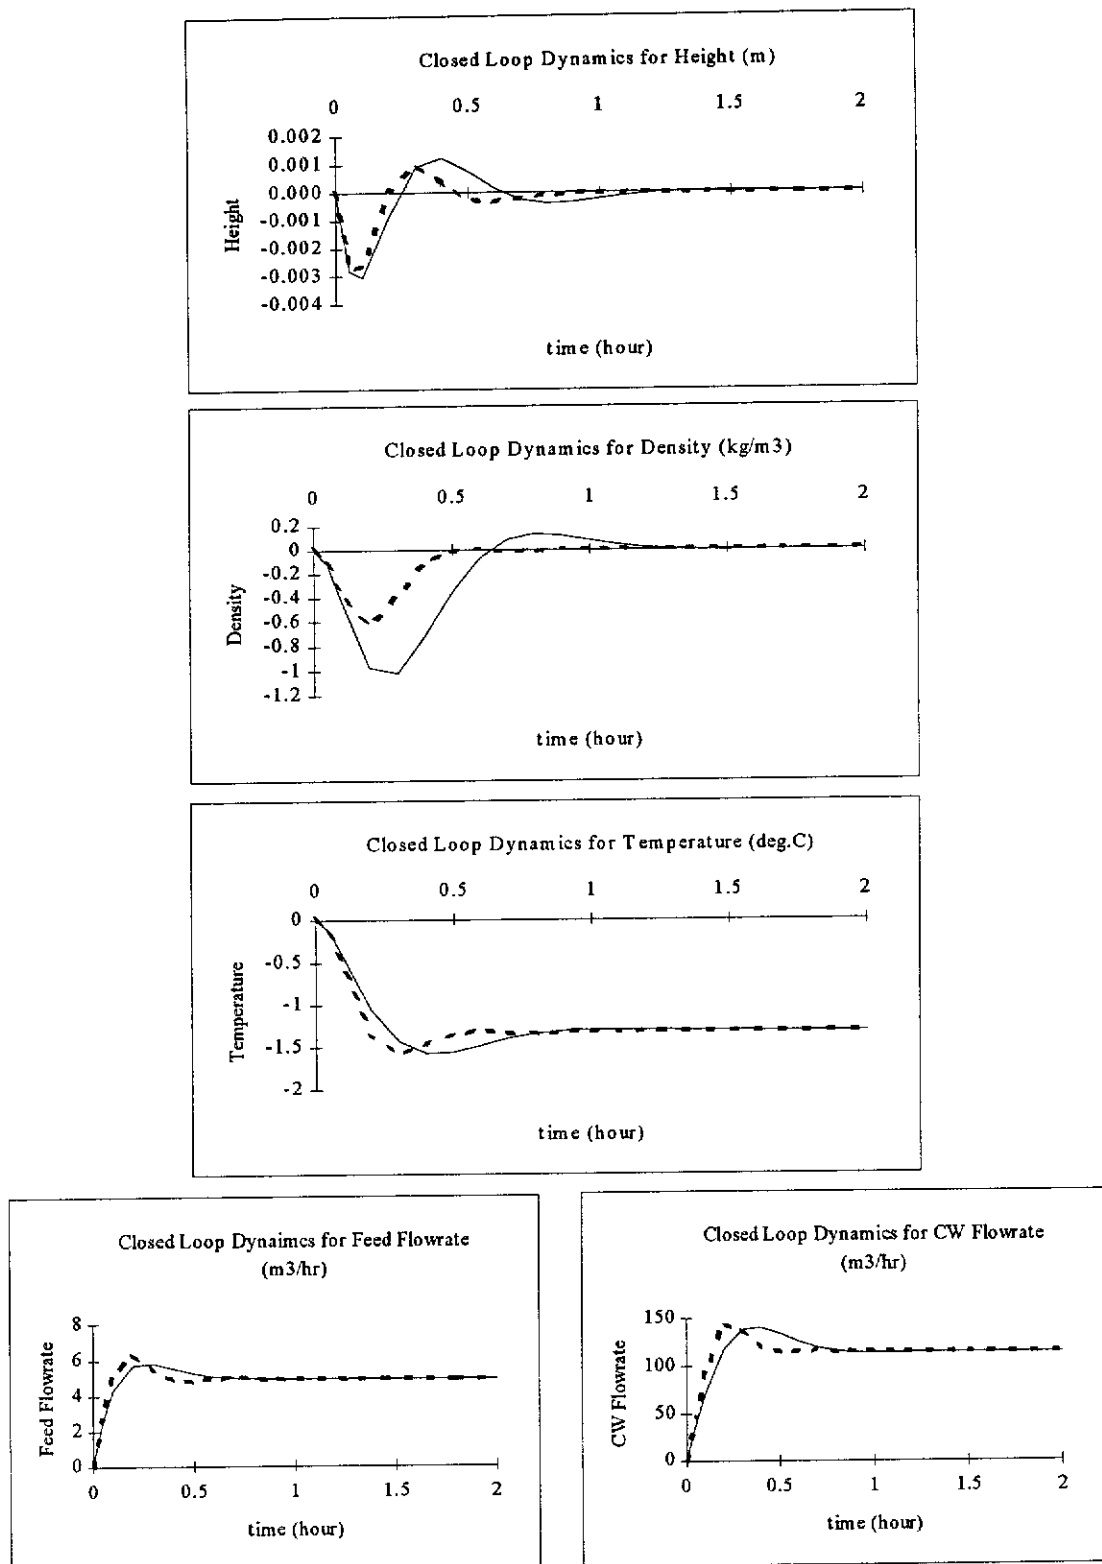 Closed Loop Dynamics for Height (m)
0 0.5 1 1.5 2
0.002
0.001
0.000
-0.001
-0.002
-0.003
-0.004
Height
time (hour)
Closed Loop Dynamics for Density (kg/m3)
0 0.5 1 1.5 2
0.2
0
-0.2
-0.4
-0.6
-0.8
-1
-1.2
Density
time (hour)
Closed Loop Dynamics for Temperature (deg.C)
0 0.5 1 1.5 2
0
-0.5
-1
-1.5
-2
Temperature
time (hour)
Closed Loop Dynaimcs for Feed Flowrate
(m3/hr)
8
6
4
2
0
Feed Flowrate
0 0.5 1 1.5 2
time (hour)
Closed Loop Dynamics for CW Flowrate
(m3/hr)
150
100
50
0
CW Flowrate
0 0.5 1 1.5 2
time (hour)